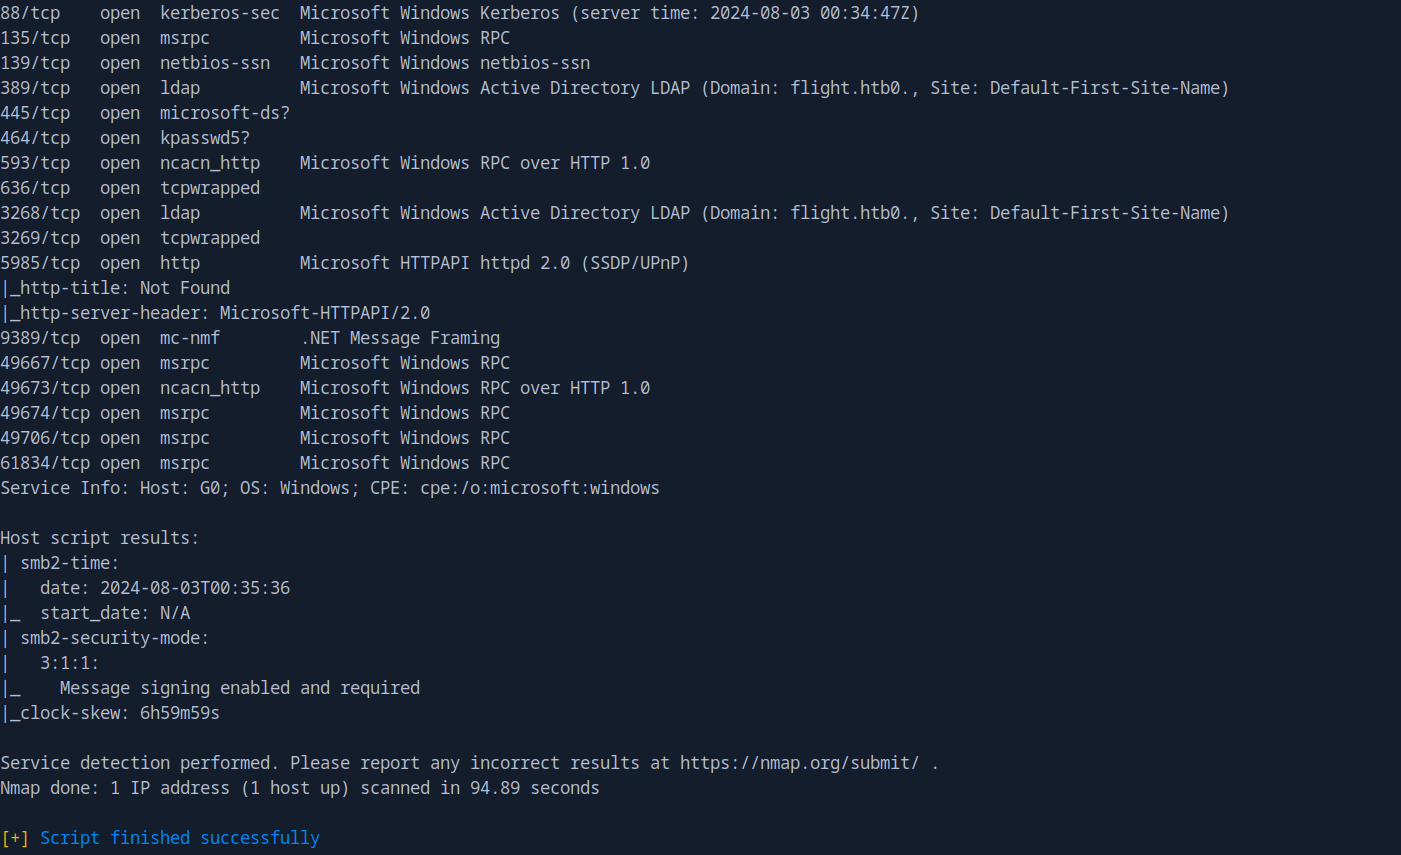 88/tcp    open  kerberos-sec  Microsoft Windows Kerberos (server time: 2024-08-03 00:34:47Z)
135/tcp   open  msrpc         Microsoft Windows RPC
139/tcp   open  netbios-ssn   Microsoft Windows netbios-ssn
389/tcp   open  ldap          Microsoft Windows Active Directory LDAP (Domain: flight.htb0., Site: Default-First-Site-Name)
445/tcp   open  microsoft-ds?
464/tcp   open  kpasswd5?
593/tcp   open  ncacn_http    Microsoft Windows RPC over HTTP 1.0
636/tcp   open  tcpwrapped
3268/tcp  open  ldap          Microsoft Windows Active Directory LDAP (Domain: flight.htb0., Site: Default-First-Site-Name)
3269/tcp  open  tcpwrapped
5985/tcp  open  http          Microsoft HTTPAPI httpd 2.0 (SSDP/UPnP)
|_http-title: Not Found
|_http-server-header: Microsoft-HTTPAPI/2.0
9389/tcp  open  mc-nmf        .NET Message Framing
49667/tcp open  msrpc         Microsoft Windows RPC
49673/tcp open  ncacn_http    Microsoft Windows RPC over HTTP 1.0
49674/tcp open  msrpc         Microsoft Windows RPC
49706/tcp open  msrpc         Microsoft Windows RPC
61834/tcp open  msrpc         Microsoft Windows RPC
Service Info: Host: G0; OS: Windows; CPE: cpe:/o:microsoft:windows

Host script results:
| smb2-time:
|   date: 2024-08-03T00:35:36
|_  start_date: N/A
| smb2-security-mode:
|   3:1:1:
|_    Message signing enabled and required
|_clock-skew: 6h59m59s

Service detection performed. Please report any incorrect results at https://nmap.org/submit/ .
Nmap done: 1 IP address (1 host up) scanned in 94.89 seconds

[+] Script finished successfully